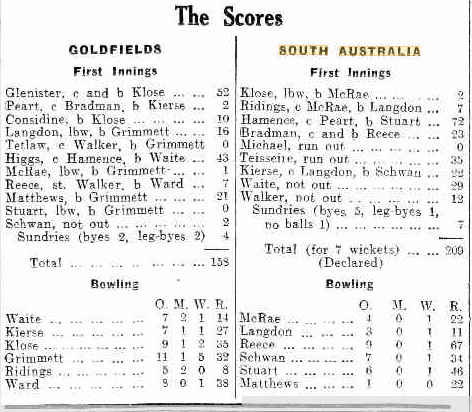 The Scores
GOLDFIELDS
First Innings
Glenister, c and b Klose ... ... 52
Peart, c Bradman, b Kierse ... 2
Considine, b Klose ... ... ... 10
Langdon, lbw, b Grimmett ... ... 16
Tetlaw, c Walker, b Grimmett 0
Higgs, c Hamence, b Waite ... 43
McRae, lbw, b Grimmett ... ... 1
Reece, st. Walker, b Ward ... 7
Matthews, b Grimmett ... ... 21
Stuart, lbw, b Grimmett ... ... 0
Schwan, not out ... ... ... 2
Sundries (byes 2, leg-byes 2) 4
Total ... ... ... ... ... 158
Bowling
O. M. W. R.
Waite ... ... ... ... 7 2 1 14
Kierse ... ... ... ... 7 1 1 27
Klose ... ... ... ... 9 1 2 35
Grimmett ... ... ... 11 1 5 32
Ridings ... ... ... ... 5 2 0 8
Ward ... ... ... ... 8 0 1 38
SOUTH AUSTRALIA
First Innings
Klose, lbw, b McRae ... ... ... 2
Ridings, c McRae, b Langdon ... 7
Hamence, c Peart, b Stuart ... 72
Bradman, c and b Reece ... ... 23
Michael, run out ... ... ... ... 0
Teisseire, run out ... ... ... 35
Kierse, c Langdon, b Schwan ... 22
Waite, not out ... ... ... ... 29
Walker, not out ... ... ... ... 12
Sundries (byes 5, leg-byes 1,
no balls 1) ... ... ... ... 7
Total (for 7 wickets) ... ... 209
(Declared)
Bowling
O. M. W. R.
McRae ... ... ... ... 4 0 1 22
Langdon ... ... ... 3 0 1 11
Reece ... ... ... ... 9 0 1 67
Schwan ... ... ... ... 7 0 1 34
Stuart ... ... ... ... 6 0 1 46
Matthews ... ... ... 1 0 0 22